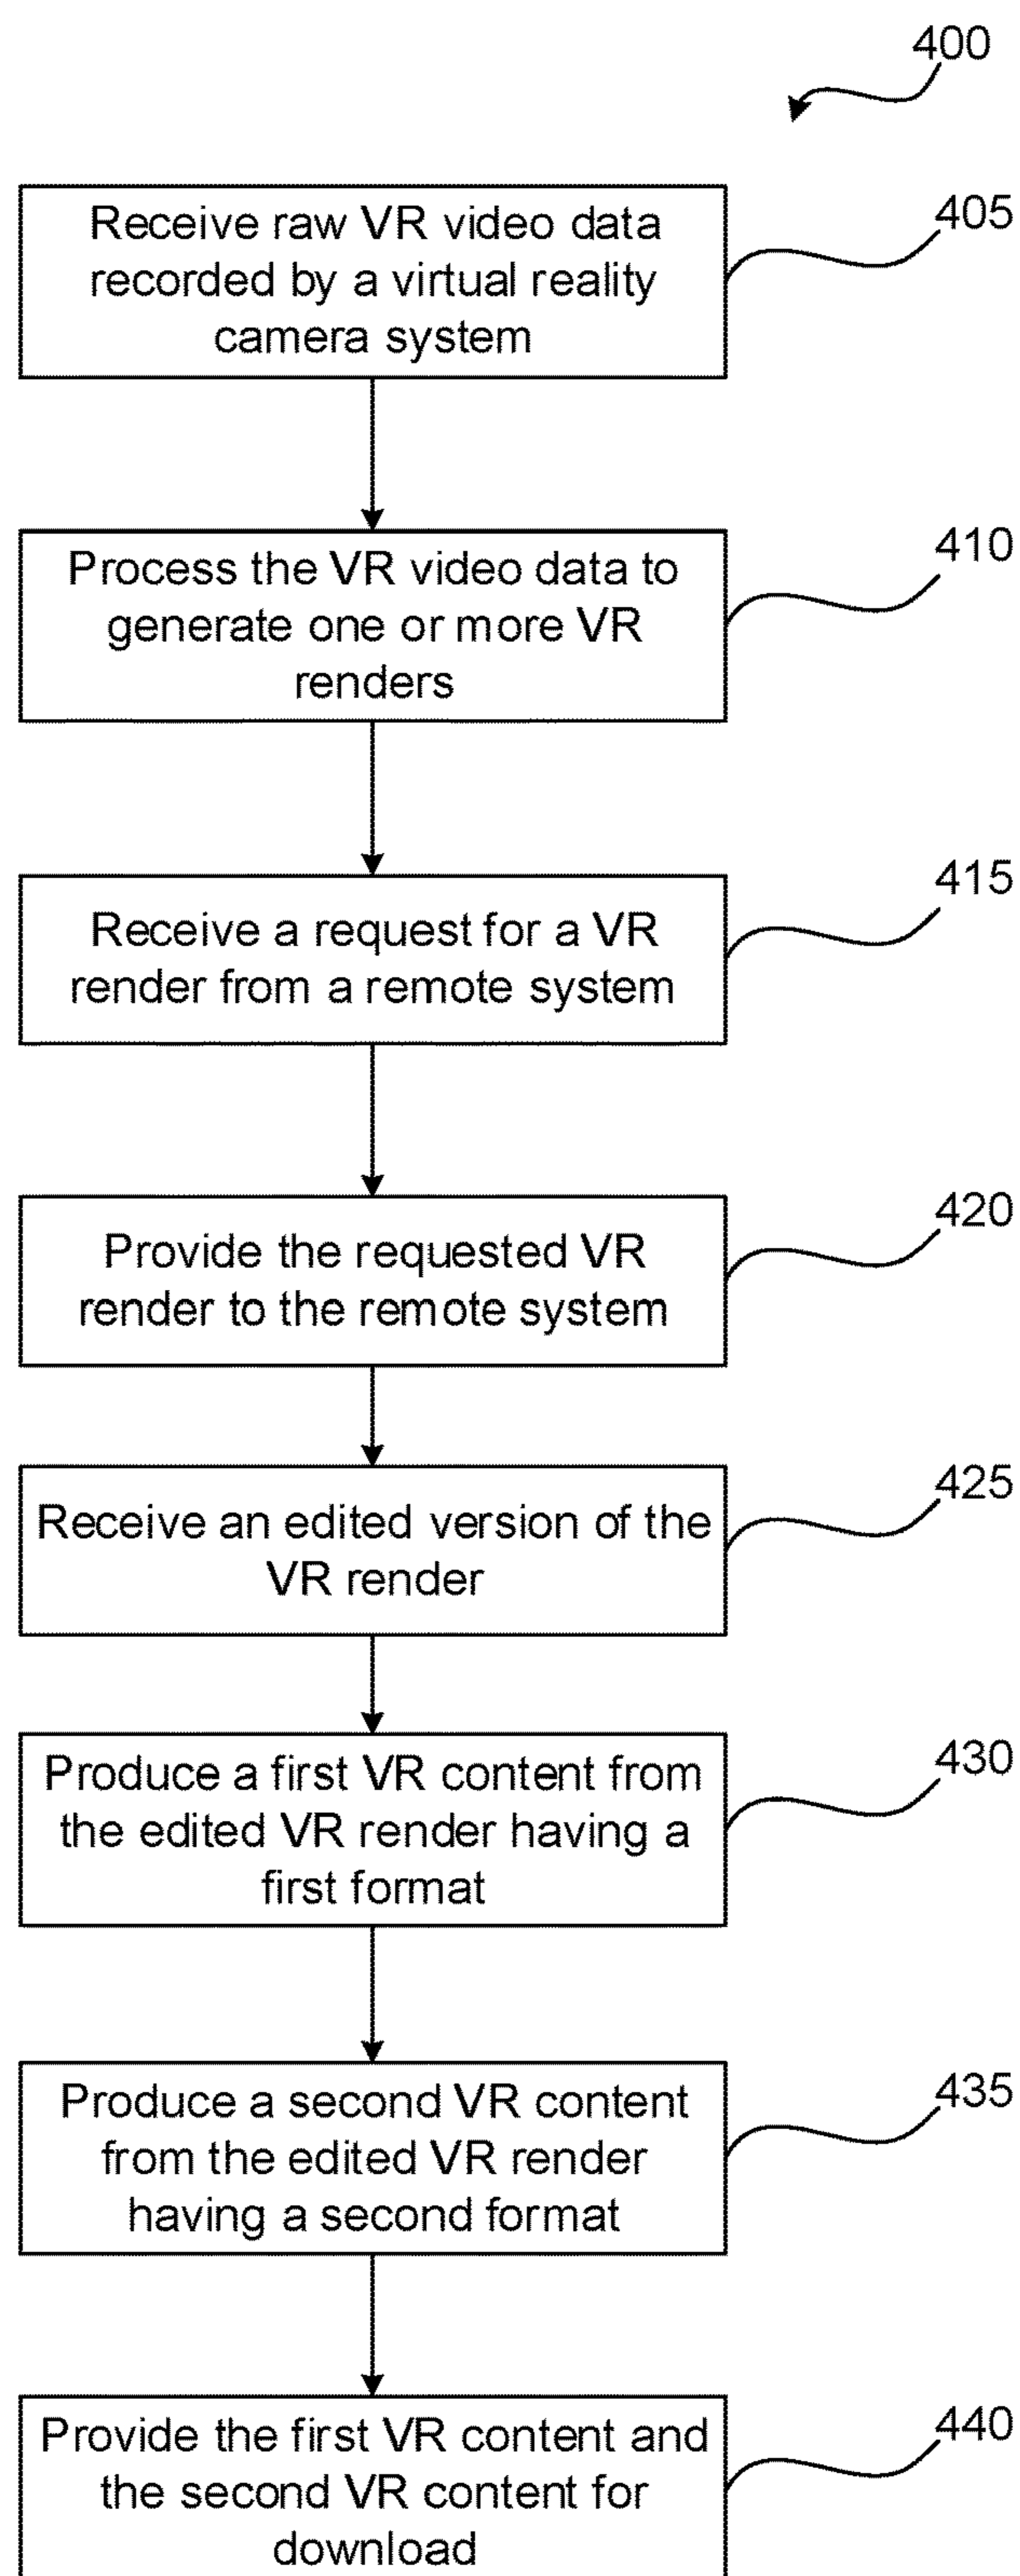 400
Receive raw VR video data
recorded by a virtual reality
camera system
405
Process the VR video data to
generate one or more VR
renders
410
Receive a request for a VR
render from a remote system
415
Provide the requested VR
render to the remote system
420
Receive an edited version of the
VR render
425
Produce a first VR content from
the edited VR render having a
first format
430
Produce a second VR content
from the edited VR render
having a second format
435
Provide the first VR content and
the second VR content for
download
440